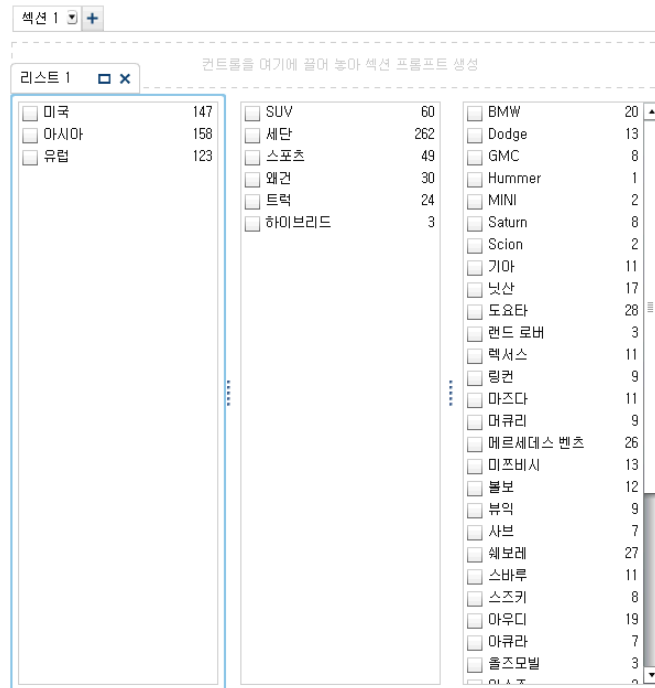 섹션 1
컨트롤을 여기에 끌어 놓아 섹션 프롬프트 생성
리스트 1
미국 147
아시아 158
유럽 123
SUV 60
세단 262
스포츠 49
왜건 30
트럭 24
하이브리드 3
BMW 20
Dodge 13
GMC 8
Hummer 1
MINI 2
Saturn 8
Scion 2
기아 11
닛산 17
도요타 28
랜드 로버 3
렉서스 11
링컨 9
마즈다 11
머큐리 9
메르세데스 벤츠 26
미쯔비시 13
볼보 12
뷰익 9
사브 7
쉐보레 27
스바루 11
스즈키 8
아우디 19
아큐라 7
올즈모빌 3